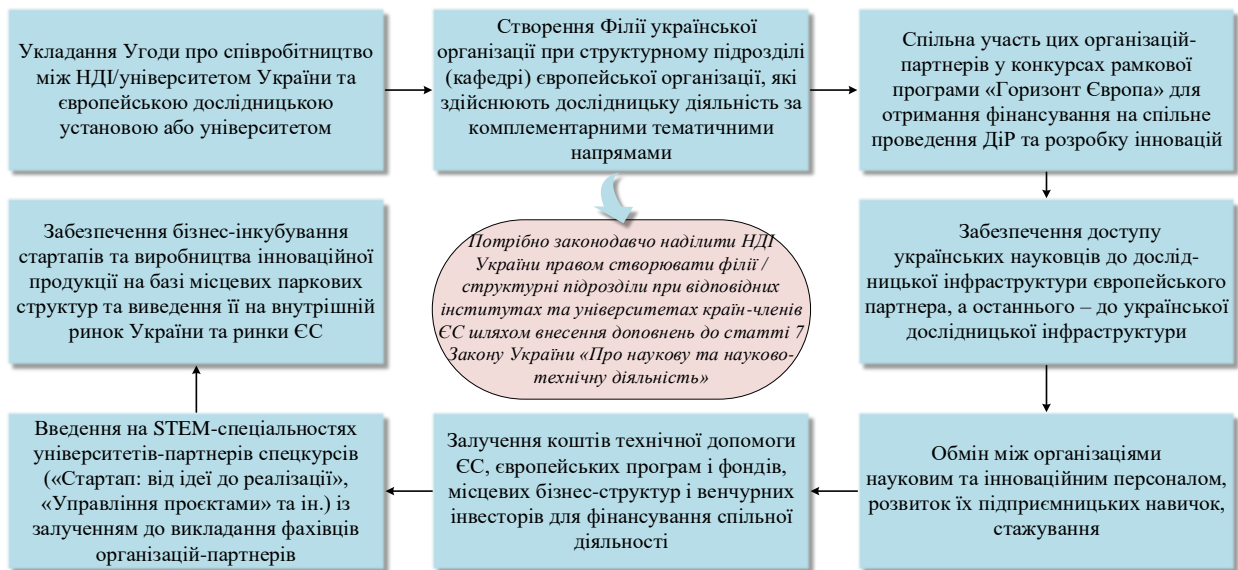 Укладання Угоди про співробітництво
між НДІ/університетом України та
європейською дослідницькою
установою або університетом
Створення Філії української
організації при структурному підрозділі
(кафедрі) європейської організації, які
здійснюють дослідницьку діяльність за
комплементарними тематичними
напрямами
Спільна участь цих організацій-
партнерів у конкурсах рамкової
програми «Горизонт Європа» для
отримання фінансування на спільне
проведення ДіР та розробку інновацій
Потрібно законодавчо наділити НДІ
України правом створювати філії /
структурні підрозділи при відповідних
інститутах та університетах країн-членів
ЄС шляхом внесення доповнень до статті 7
Закону України «Про наукову та науково-
технічну діяльність»
Забезпечення доступу
українських науковців до дослід-
ницької інфраструктури європейського
партнера, а останнього – до української
дослідницької інфраструктури
Обмін між організаціями
науковим та інноваційним персоналом,
розвиток їх підприємницьких навичок,
стажування
Залучення коштів технічної допомоги
ЄС, європейських програм і фондів,
місцевих бізнес-структур і венчурних
інвесторів для фінансування спільної
діяльності
Введення на STEM-спеціальностях
університетів-партнерів спецкурсів
(«Стартап: від ідеї до реалізації»,
«Управління проєктами» та ін.) із
залученням до викладання фахівців
організацій-партнерів
Забезпечення бізнес-інкубування
стартапів та виробництва інноваційної
продукції на базі місцевих паркових
структур та виведення її на внутрішній
ринок України та ринки ЄС